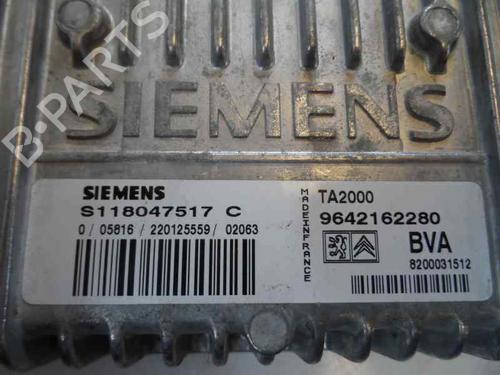 B-PARTS
SIEMENS
SIEMENS
S118047517 C
0 / 05816 / 220125559 / 02063
MADE IN FRANCE
TA2000
9642162280
BVA
8200031512